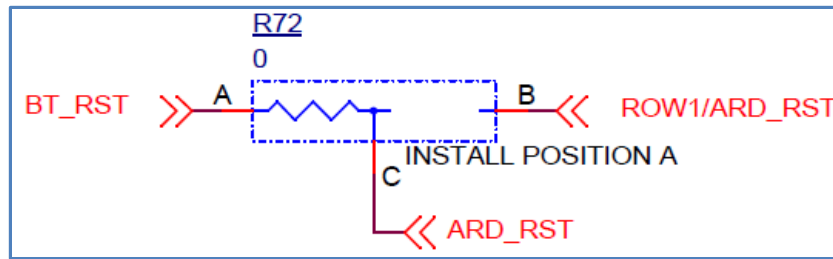 R72
0
BT_RST A B ROW1/ARD_RST
INSTALL POSITION A
C
ARD_RST